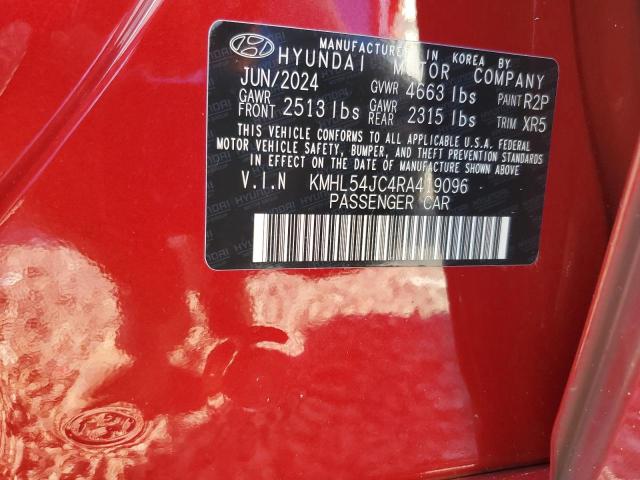 MANUFACTURED IN KOREA BY
HYUNDAI MOTOR COMPANY
JUN/2024 GVWR 4663 lbs PAINT R2P
GAWR FRONT 2513 lbs GAWR REAR 2315 lbs TRIM XR5
THIS VEHICLE CONFORMS TO ALL APPLICABLE U.S.A. FEDERAL
MOTOR VEHICLE SAFETY, BUMPER, AND THEFT PREVENTION STANDARDS
IN EFFECT ON THE DATE OF MANUFACTURE SHOWN ABOVE.
V.I.N KMHL54JC4RA419096
PASSENGER CAR